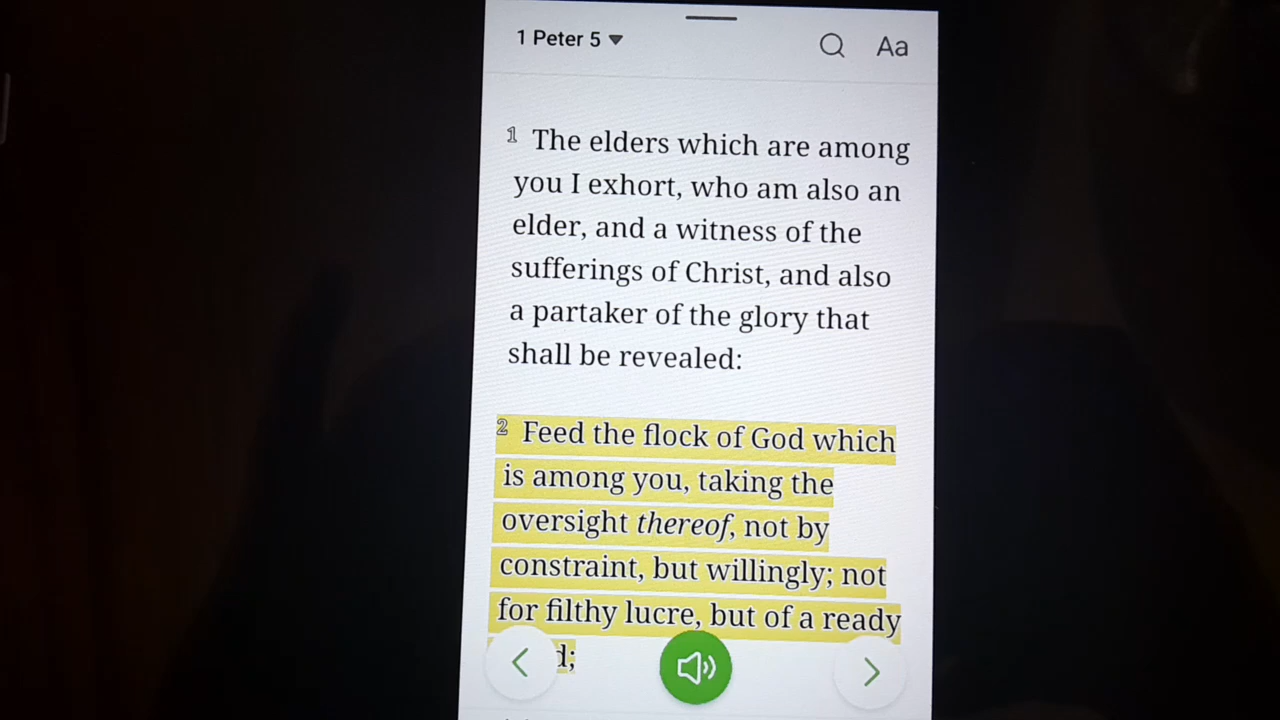 1 Peter 5
Aa
1 The elders which are among
you I exhort, who am also an
elder, and a witness of the
sufferings of Christ, and also
a partaker of the glory that
shall be revealed:
2 Feed the flock of God which
is among you, taking the
oversight thereof, not by
constraint, but willingly; not
for filthy lucre, but of a ready
d;